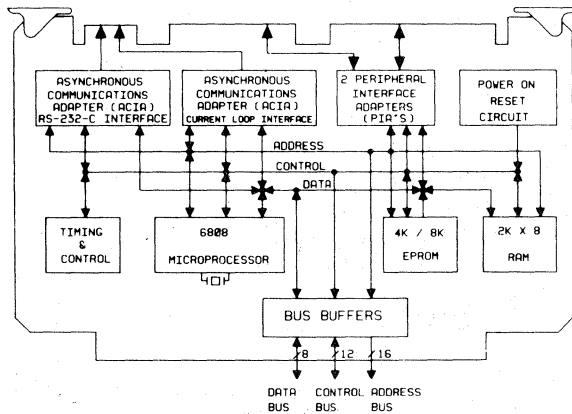 ASYNCHRONOUS
COMMUNICATIONS
ADAPTER (ACIA)
RS-232-C INTERFACE
ASYNCHRONOUS
COMMUNICATIONS
ADAPTER (ACIA)
CURRENT LOOP INTERFACE
2 PERIPHERAL
INTERFACE
ADAPTERS
(PIA'S)
POWER ON
RESET
CIRCUIT
ADDRESS
CONTROL
DATA
TIMING
&
CONTROL
6808
MICROPROCESSOR
4K / 8K
EPROM
2K X 8
RAM
BUS BUFFERS
8
12
16
DATA
BUS
CONTROL
BUS
ADDRESS
BUS